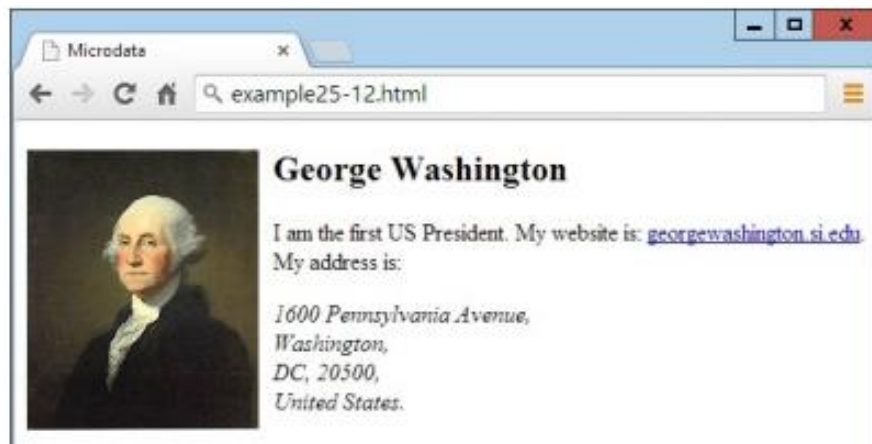 Microdata
example25-12.html
George Washington
I am the first US President. My website is: georgewashington.si.edu.
My address is:
1600 Pennsylvania Avenue,
Washington,
DC, 20500,
United States.